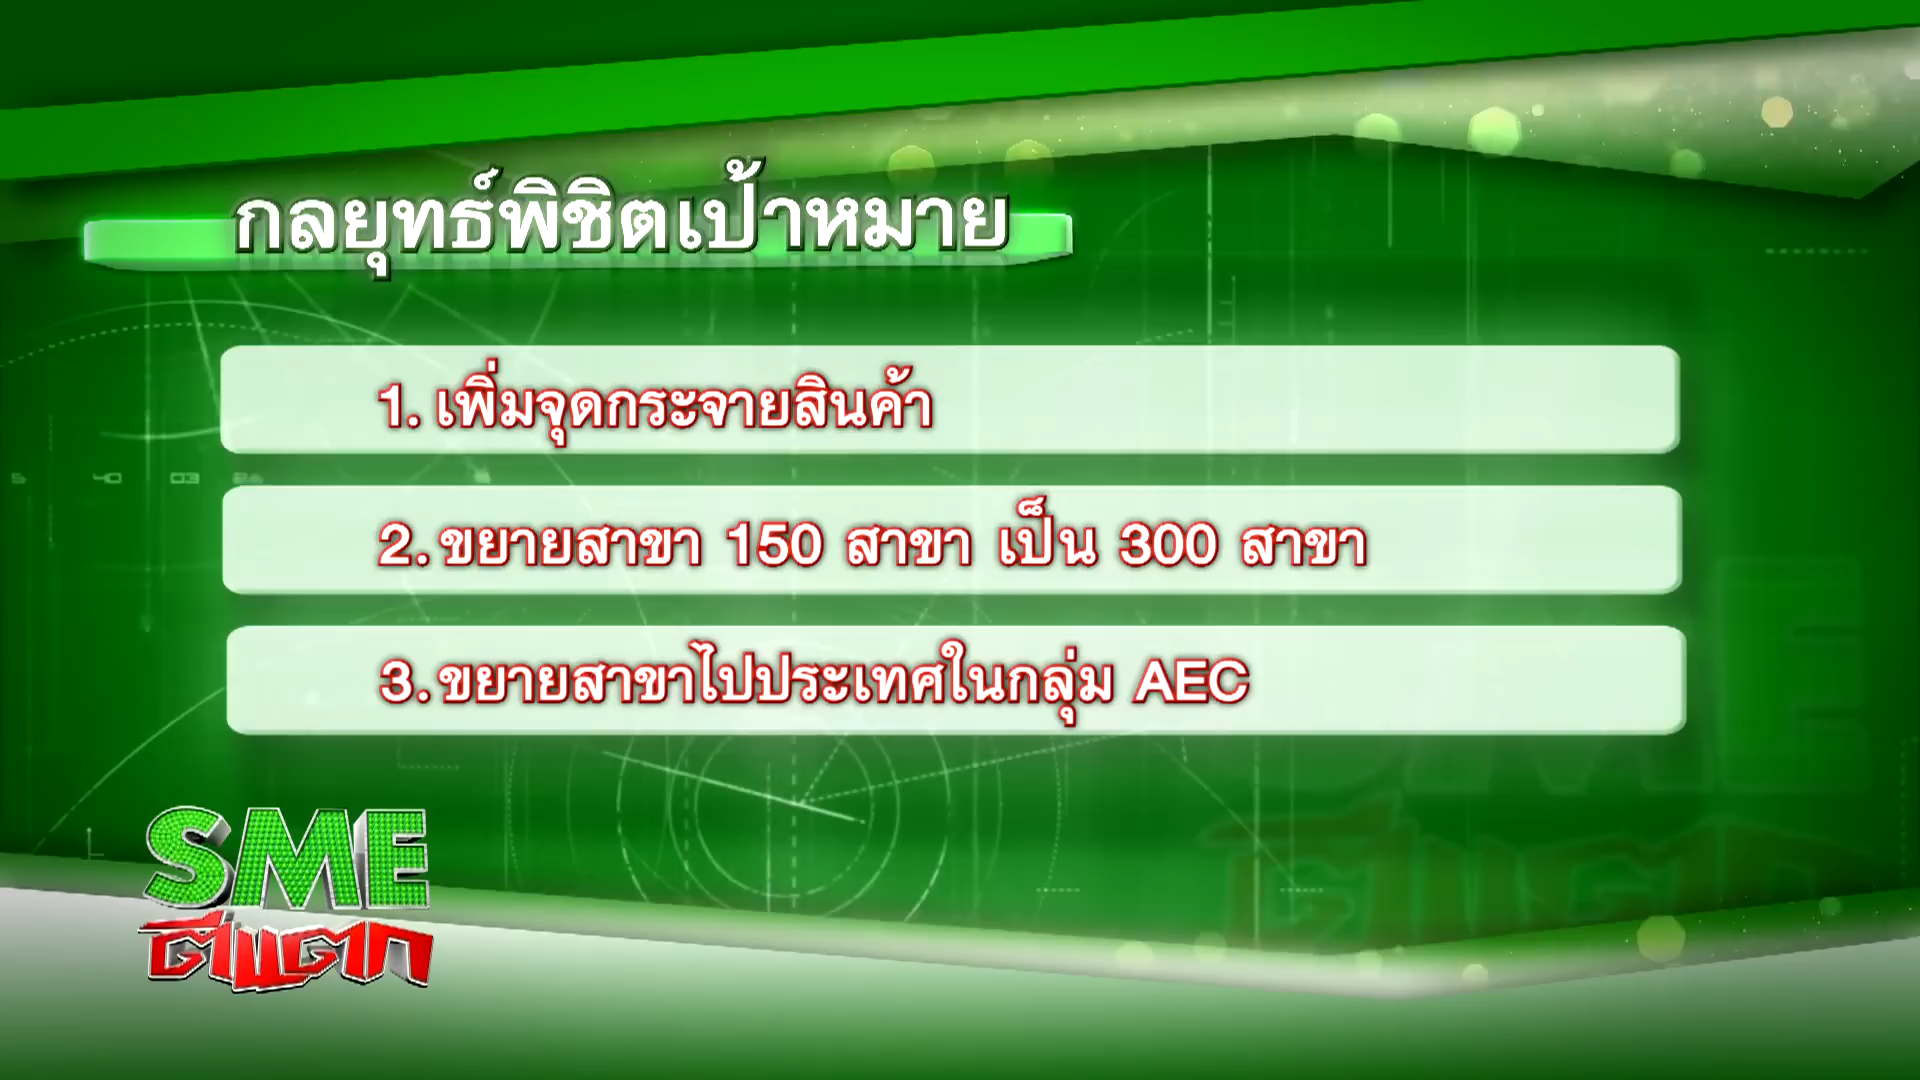 กลยุทธ์พิชิตเป้าหมาย
1. เพิ่มจุดกระจายสินค้า
2. ขยายสาขา 150 สาขา เป็น 300 สาขา
3. ขยายสาขาไปประเทศในกลุ่ม AEC
SME
ตีแตก